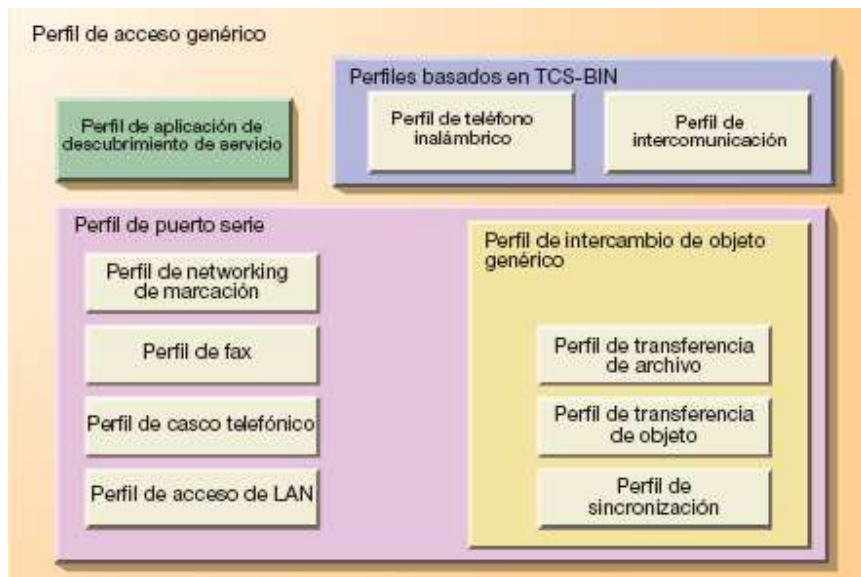 Perfil de acceso genérico
Perfiles basados en TCS-BIN
Perfil de aplicación de
descubrimiento de servicio
Perfil de teléfono
inalámbrico
Perfil de
intercomunicación
Perfil de puerto serie
Perfil de networking
de marcación
Perfil de fax
Perfil de casco telefónico
Perfil de acceso de LAN
Perfil de intercambio de objeto
genérico
Perfil de transferencia
de archivo
Perfil de transferencia
de objeto
Perfil de
sincronización